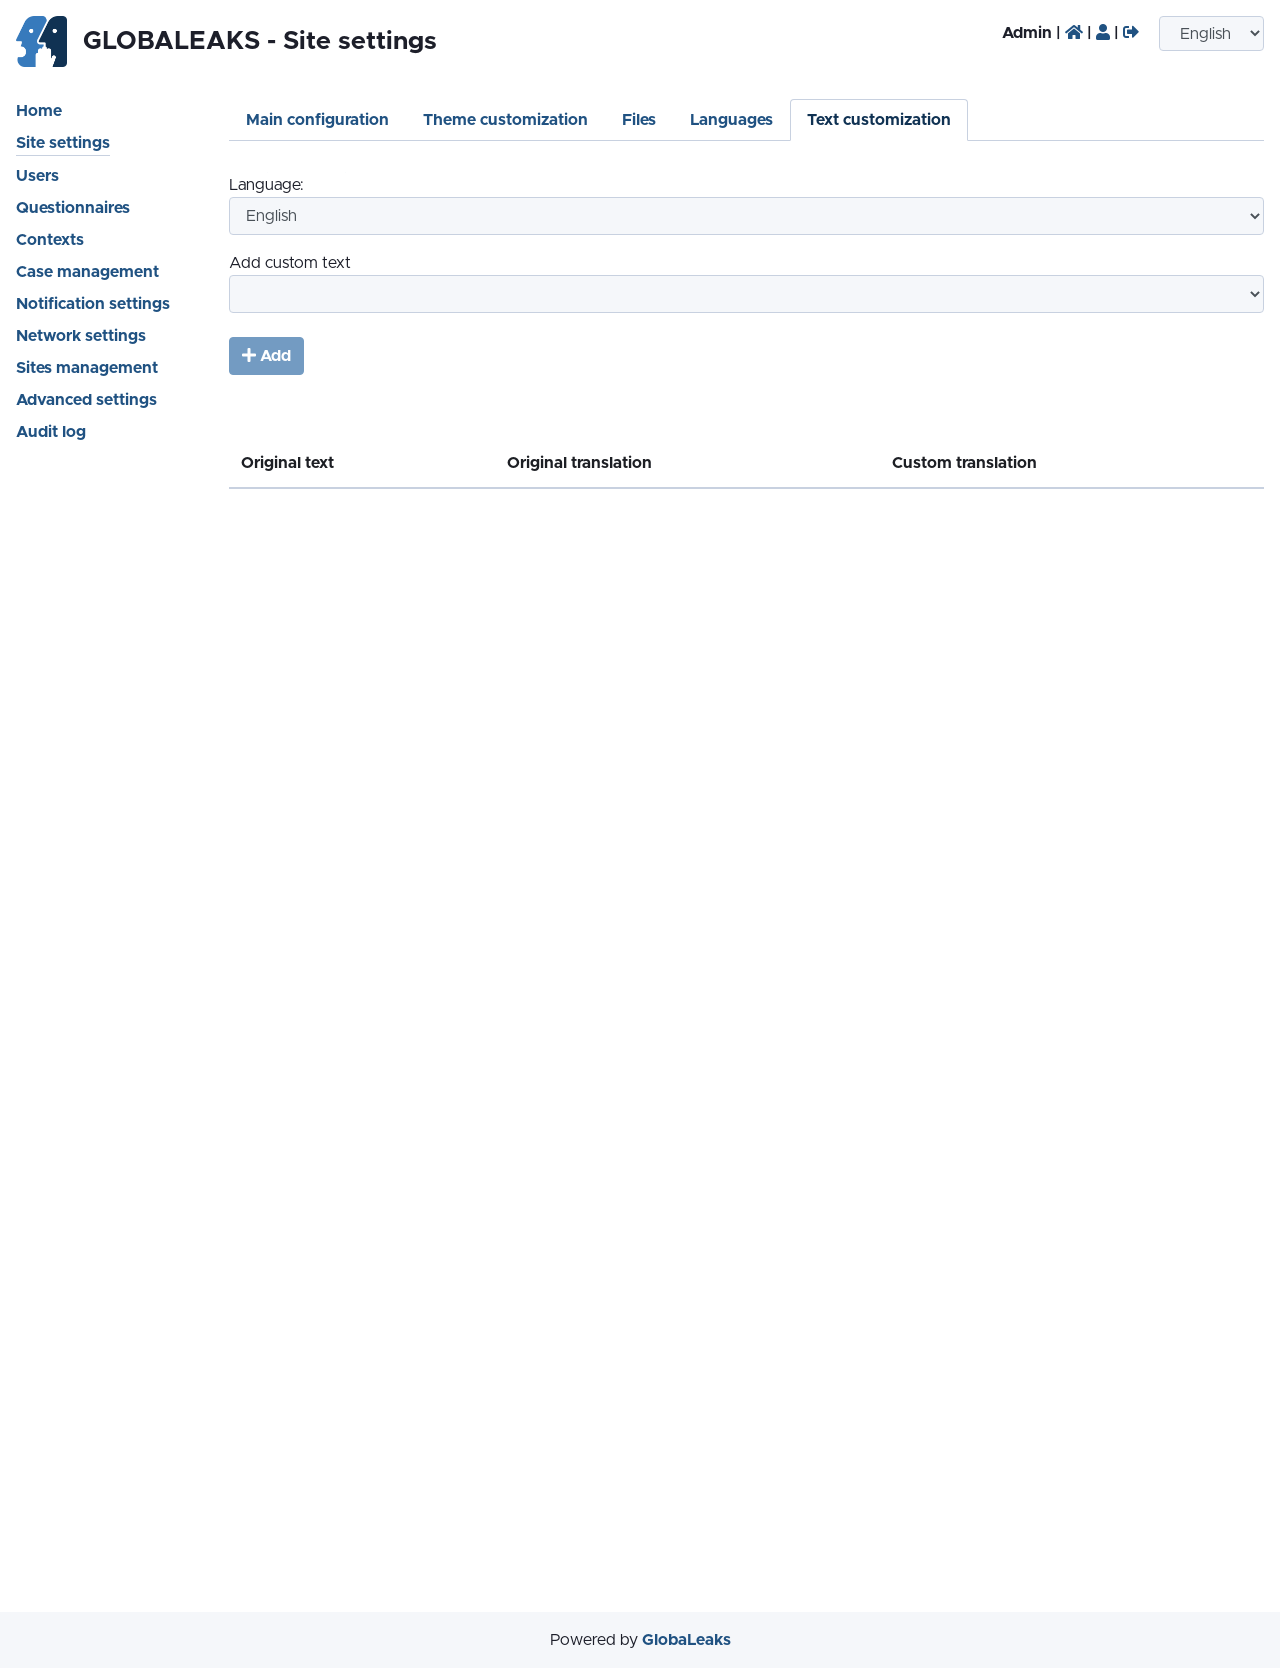 GLOBALEAKS - Site settings
Admin | | |
English
Home
Site settings
Users
Questionnaires
Contexts
Case management
Notification settings
Network settings
Sites management
Advanced settings
Audit log
Main configuration
Theme customization
Files
Languages
Text customization
Language:
English
Add custom text
Add
Original text
Original translation
Custom translation
Powered by GlobaLeaks